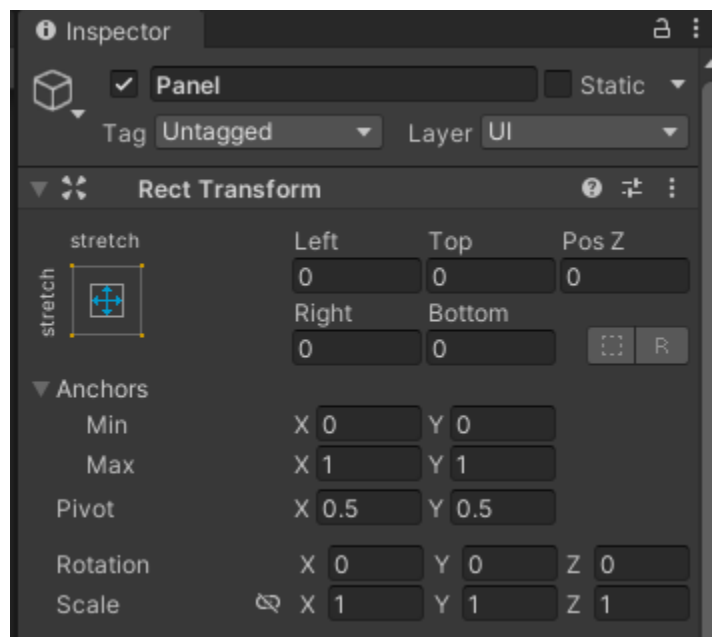 Inspector
Panel Static
Tag Untagged Layer UI
Rect Transform
stretch Left Top Pos Z
stretch 0 0 0
Right Bottom
0 0 R
Anchors
Min X 0 Y 0
Max X 1 Y 1
Pivot X 0.5 Y 0.5
Rotation X 0 Y 0 Z 0
Scale X 1 Y 1 Z 1